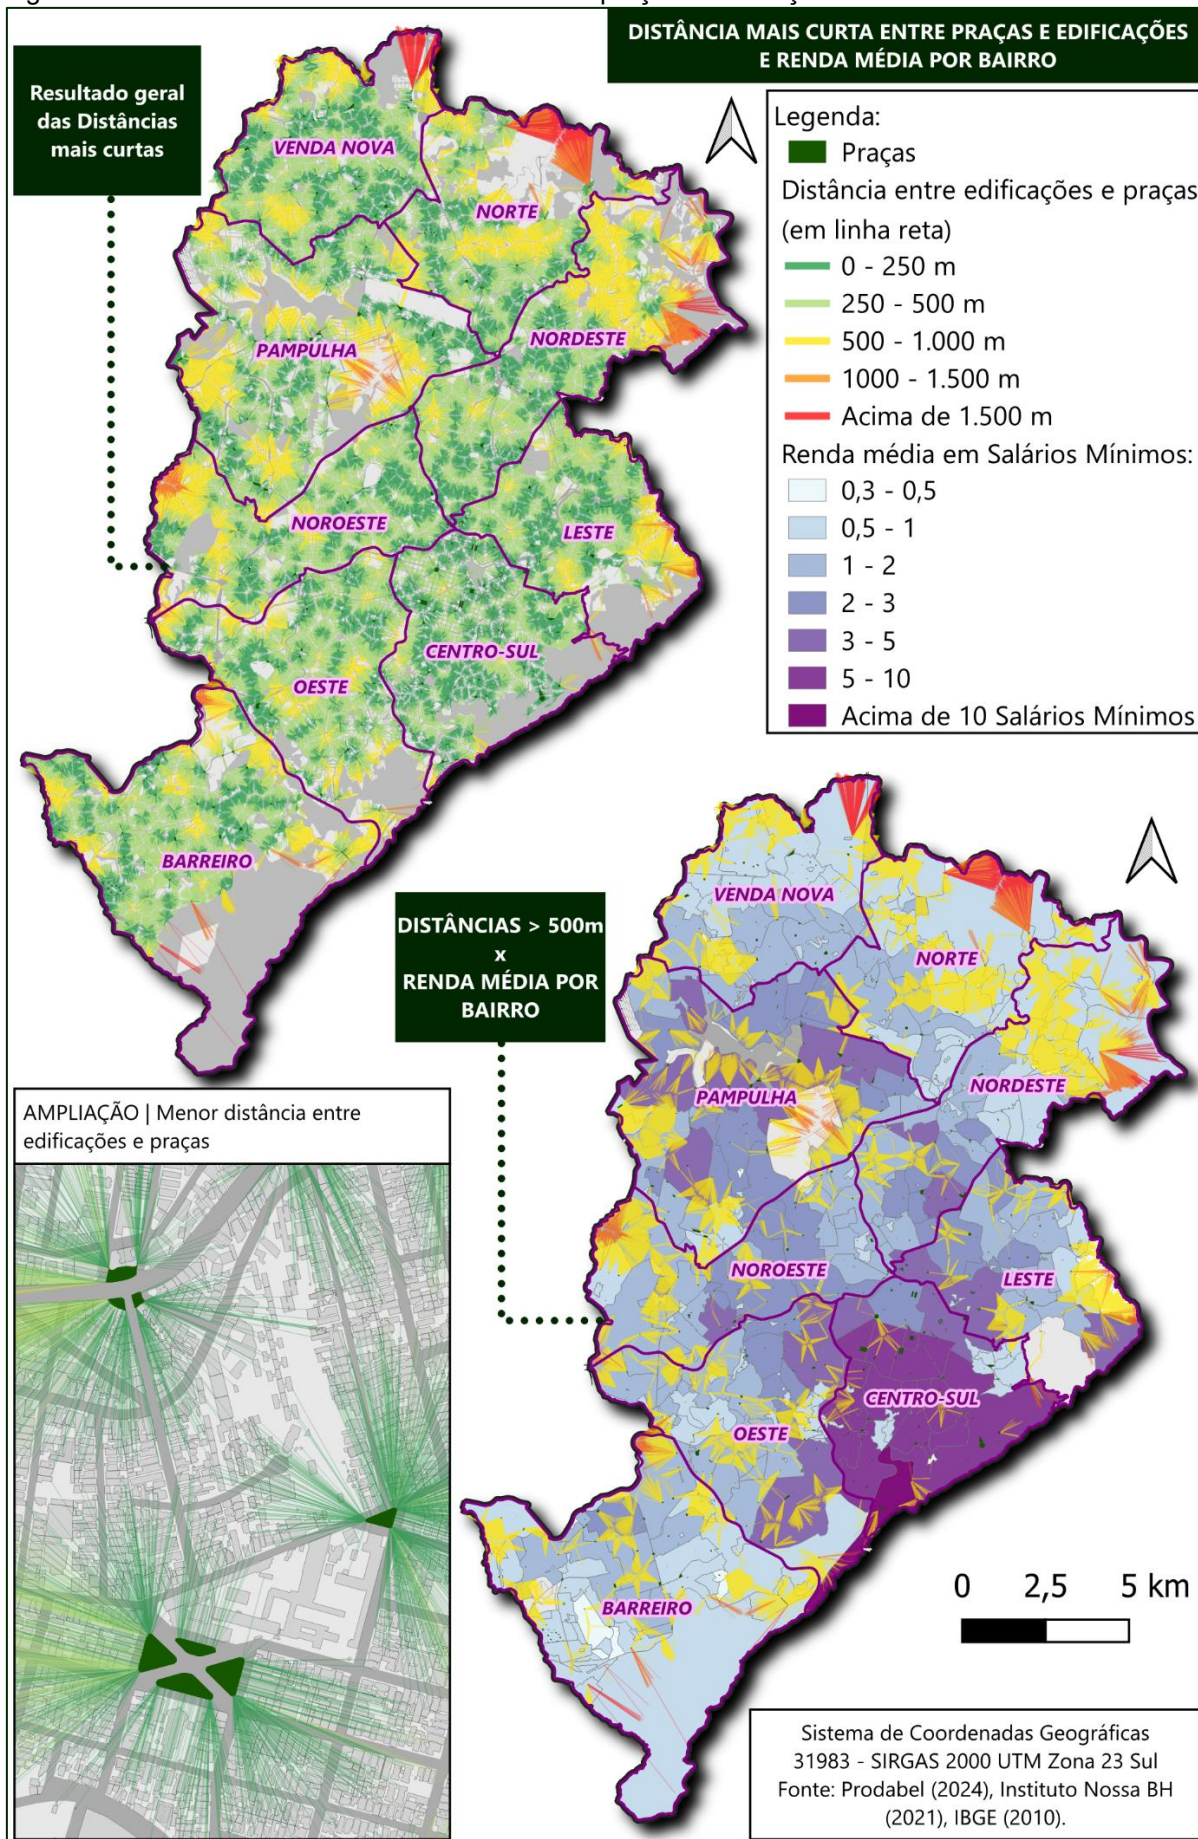 DISTÂNCIA MAIS CURTA ENTRE PRAÇAS E EDIFICAÇÕES
E RENDA MÉDIA POR BAIRRO
Resultado geral
das Distâncias
mais curtas
VENDA NOVA
NORTE
NORDESTE
PAMPULHA
NOROESTE
LESTE
CENTRO-SUL
OESTE
BARREIRO
Legenda:
Praças
Distância entre edificações e praças
(em linha reta)
0 - 250 m
250 - 500 m
500 - 1.000 m
1000 - 1.500 m
Acima de 1.500 m
Renda média em Salários Mínimos:
0,3 - 0,5
0,5 - 1
1 - 2
2 - 3
3 - 5
5 - 10
Acima de 10 Salários Mínimos
DISTÂNCIAS > 500m
x
RENDA MÉDIA POR
BAIRRO
VENDA NOVA
NORTE
NORDESTE
PAMPULHA
NOROESTE
LESTE
CENTRO-SUL
OESTE
BARREIRO
AMPLIAÇÃO | Menor distância entre
edificações e praças
0 2,5 5 km
Sistema de Coordenadas Geográficas
31983 - SIRGAS 2000 UTM Zona 23 Sul
Fonte: Prodabel (2024), Instituto Nossa BH
(2021), IBGE (2010).